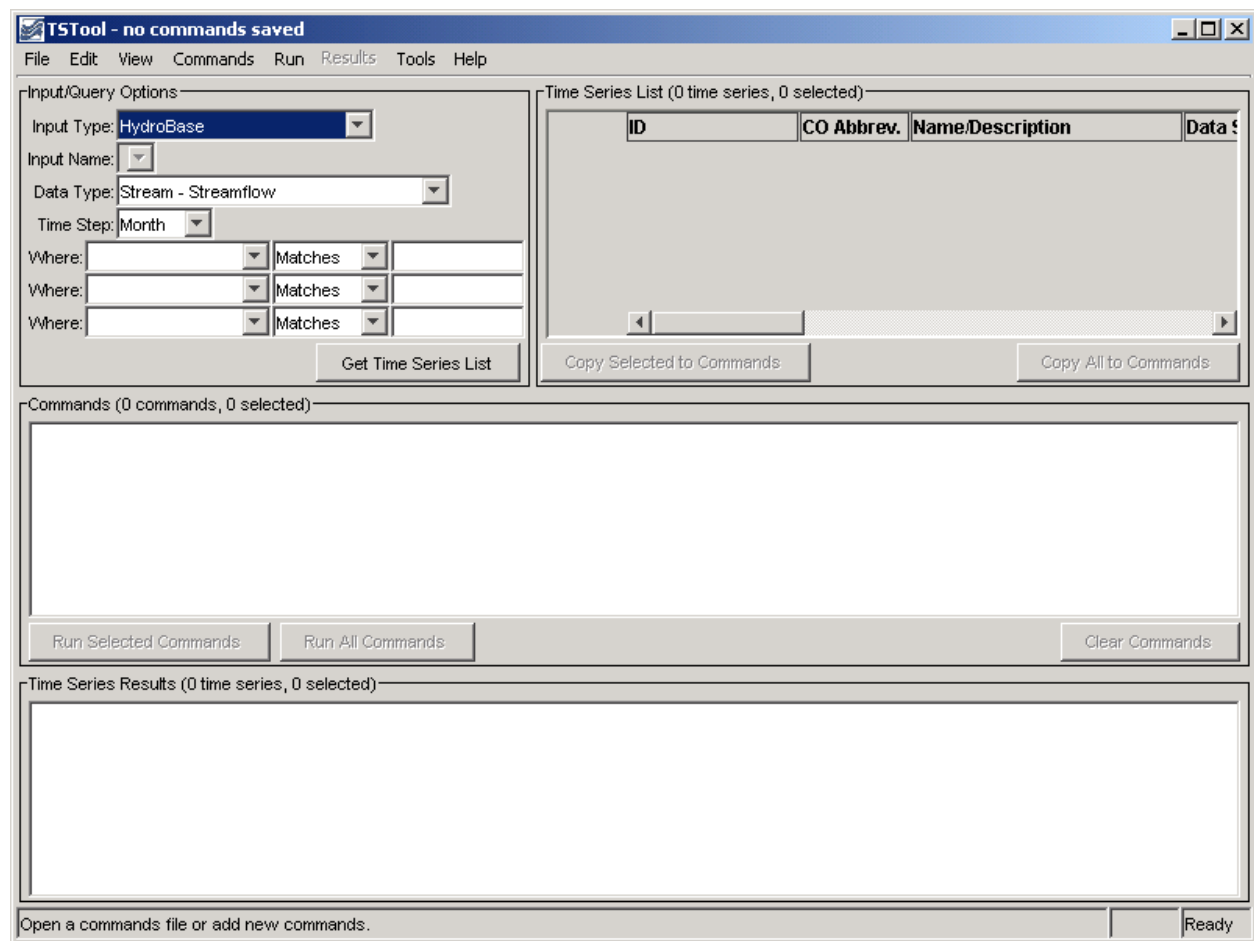 TSTool - no commands saved
File Edit View Commands Run Results Tools Help
Input/Query Options
Input Type: HydroBase
Input Name:
Data Type: Stream - Streamflow
Time Step: Month
Where: Matches
Where: Matches
Where: Matches
Get Time Series List
Time Series List (0 time series, 0 selected)
ID CO Abbrev. Name/Description Data S
Copy Selected to Commands Copy All to Commands
Commands (0 commands, 0 selected)
Run Selected Commands Run All Commands Clear Commands
Time Series Results (0 time series, 0 selected)
Open a commands file or add new commands. Ready